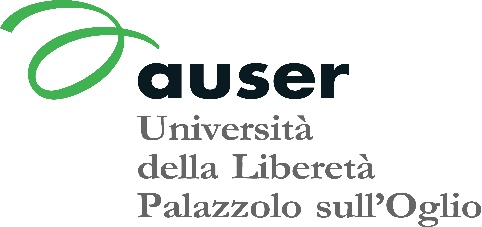 auser
Università
della Liberetà
Palazzolo sull'Oglio